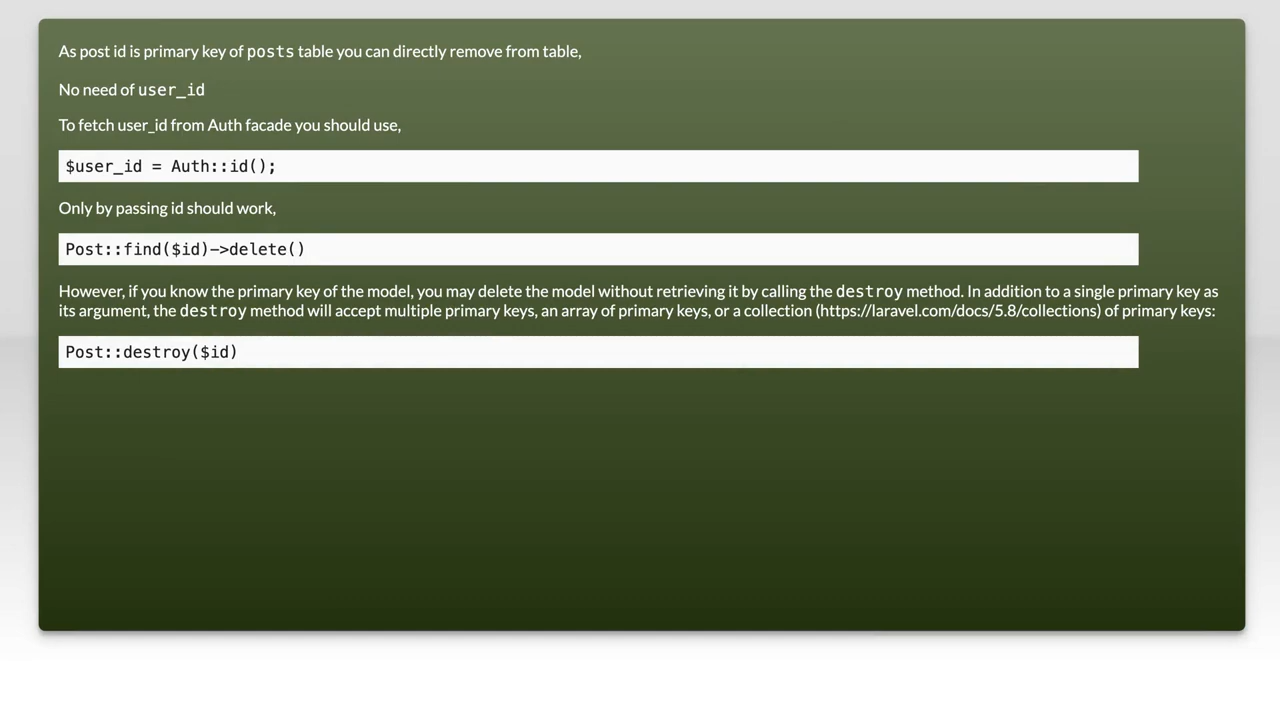 As post id is primary key of posts table you can directly remove from table,
No need of user_id
To fetch user_id from Auth facade you should use,
$user_id = Auth::id();
Only by passing id should work,
Post::find($id)->delete()
However, if you know the primary key of the model, you may delete the model without retrieving it by calling the destroy method. In addition to a single primary key as
its argument, the destroy method will accept multiple primary keys, an array of primary keys, or a collection (https://laravel.com/docs/5.8/collections) of primary keys:
Post::destroy($id)